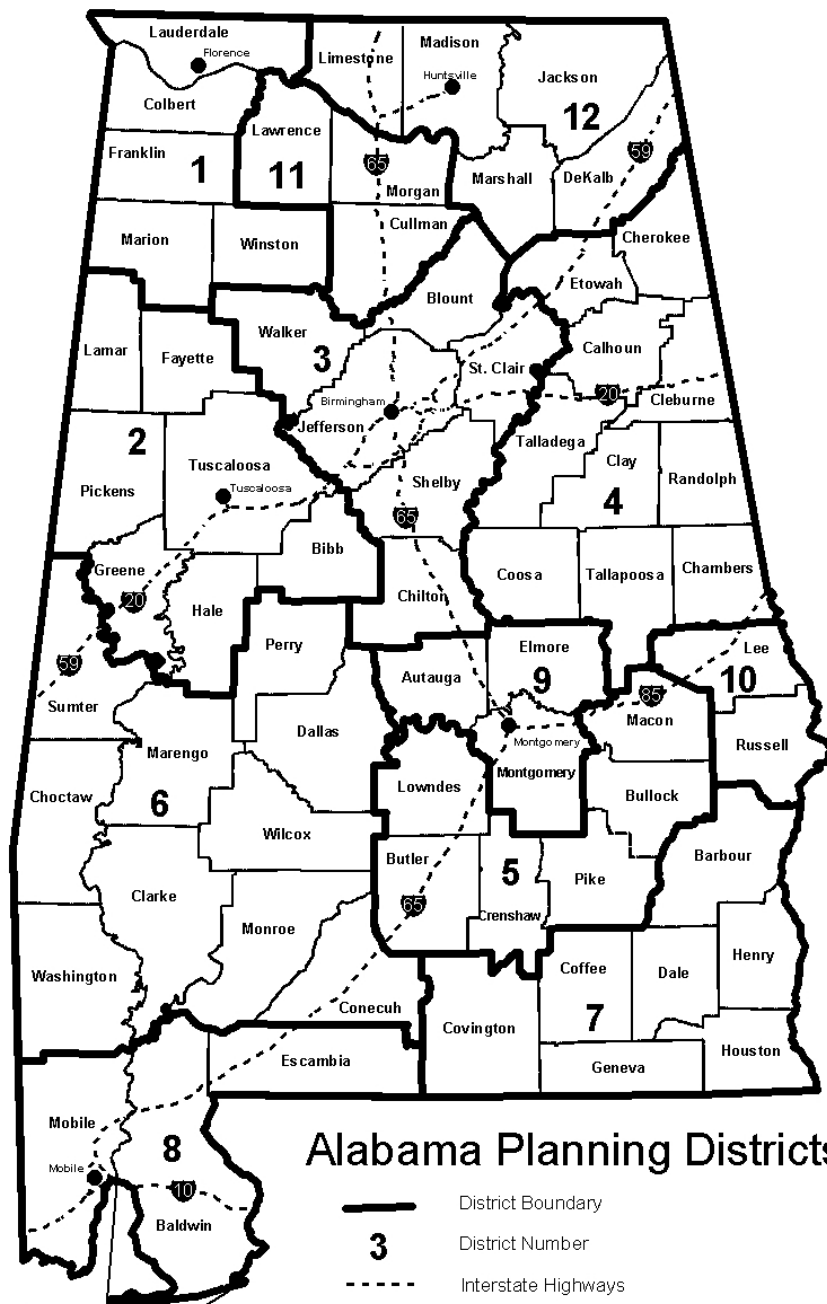 Lauderdale
Florence
Limestone
Madison
Huntsville
Jackson
12
Colbert
Lawrence
Franklin
1
11
65
59
Morgan
Marshall
DeKalb
Cullman
Marion
Winston
Cherokee
Etowah
Blount
Walker
3
Lamar
Fayette
St. Clair
Calhoun
20
Cleburne
Birmingham
Jefferson
2
Talladega
Tuscaloosa
Tuscaloosa
Clay
Pickens
Shelby
4
Randolph
65
Bibb
Greene
Coosa
Tallapoosa
Chambers
20
Hale
Chilton
Perry
Elmore
Lee
59
Autauga
9
10
85
Sumter
Dallas
Macon
Marengo
Montgomery
Russell
Montgomery
Choctaw
Lowndes
Bullock
6
Wilcox
Butler
5
Barbour
Clarke
65
Pike
Crenshaw
Monroe
Washington
Coffee
Dale
Henry
Conecuh
Covington
7
Escambia
Geneva
Houston
Mobile
8
Mobile
10
Baldwin
Alabama Planning Districts
District Boundary
3 District Number
Interstate Highways